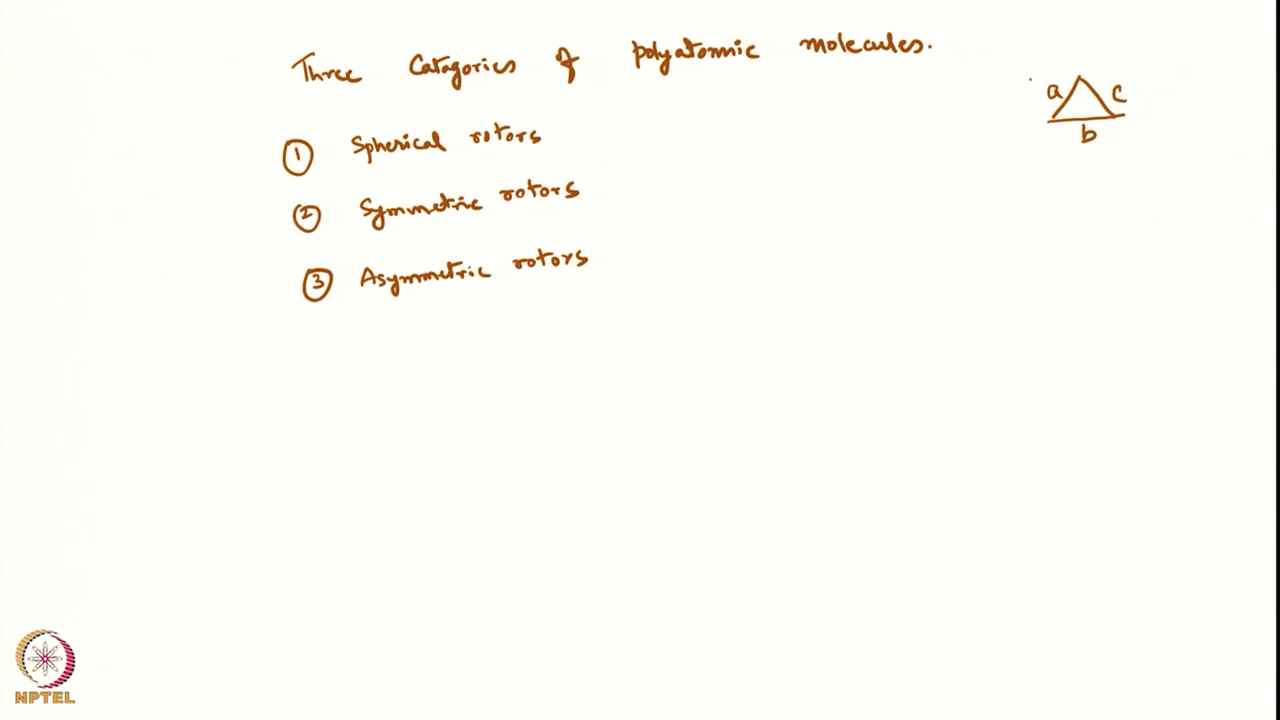 Three Catagories of polyatomic molecules.
a c
b
① Spherical rotors
② Symmetric rotors
③ Asymmetric rotors
NPTEL